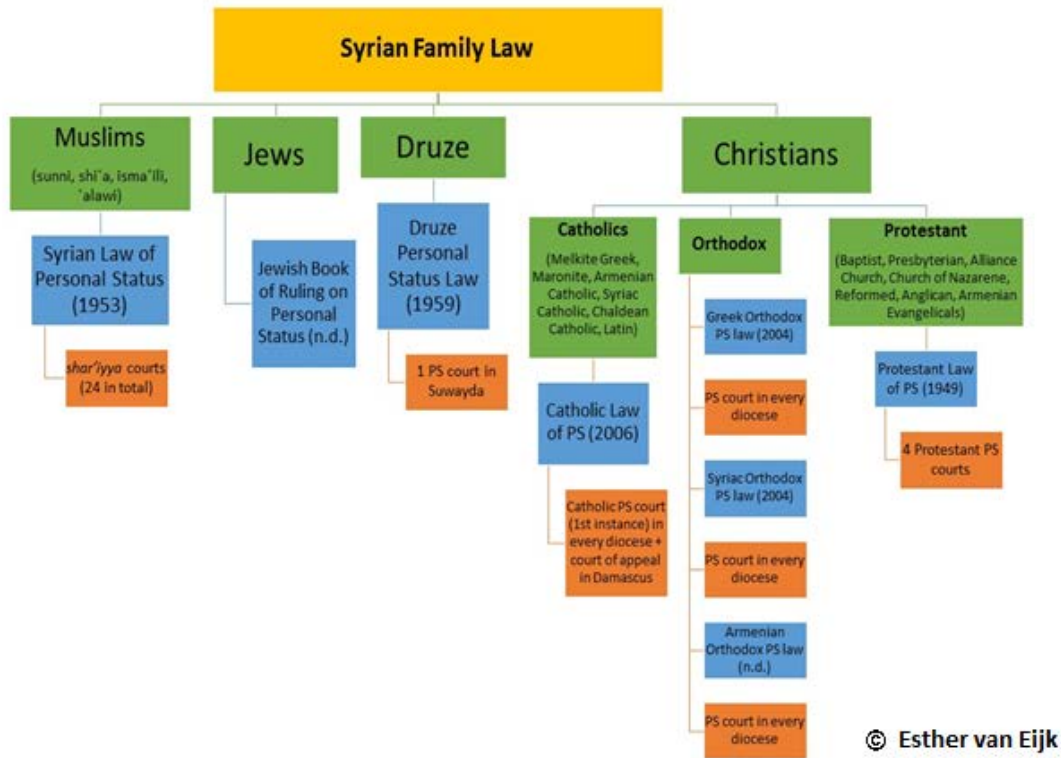 Syrian Family Law
Muslims
(sunni, shi`a, isma`ili,
`alawi)
Syrian Law of
Personal Status
(1953)
shar'iyya courts
(24 in total)
Jews
Jewish Book
of Ruling on
Personal
Status (n.d.)
Druze
Druze
Personal
Status Law
(1959)
1 PS court in
Suwayda
Christians
Catholics
(Melkite Greek,
Maronite, Armenian
Catholic, Syriac
Catholic, Chaldean
Catholic, Latin)
Catholic Law
of PS (2006)
Catholic PS court
(1st instance) in
every diocese +
court of appeal
in Damascus
Orthodox
Greek Orthodox
PS law (2004)
PS court in every
diocese
Syriac Orthodox
PS law (2004)
PS court in every
diocese
Armenian
Orthodox PS law
(n.d.)
PS court in every
diocese
Protestant
(Baptist, Presbyterian, Alliance
Church, Church of Nazarene,
Reformed, Anglican, Armenian
Evangelicals)
Protestant Law
of PS (1949)
4 Protestant PS
courts
© Esther van Eijk